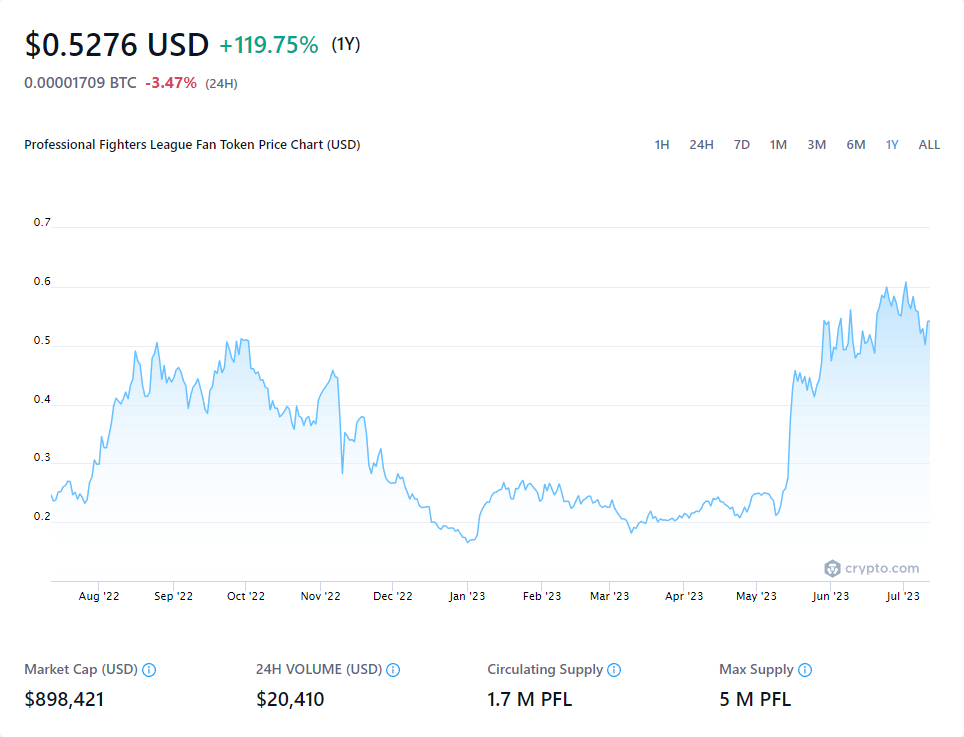 $0.5276 USD +119.75% (1Y)
0.00001709 BTC -3.47% (24H)
Professional Fighters League Fan Token Price Chart (USD) 1H 24H 7D 1M 3M 6M 1Y ALL
0.7
0.6
0.5
0.4
0.3
0.2
crypto.com
Aug '22 Sep '22 Oct '22 Nov '22 Dec '22 Jan '23 Feb '23 Mar '23 Apr '23 May '23 Jun '23 Jul '23
Market Cap (USD) 24H VOLUME (USD) Circulating Supply Max Supply
$898,421 $20,410 1.7 M PFL 5 M PFL